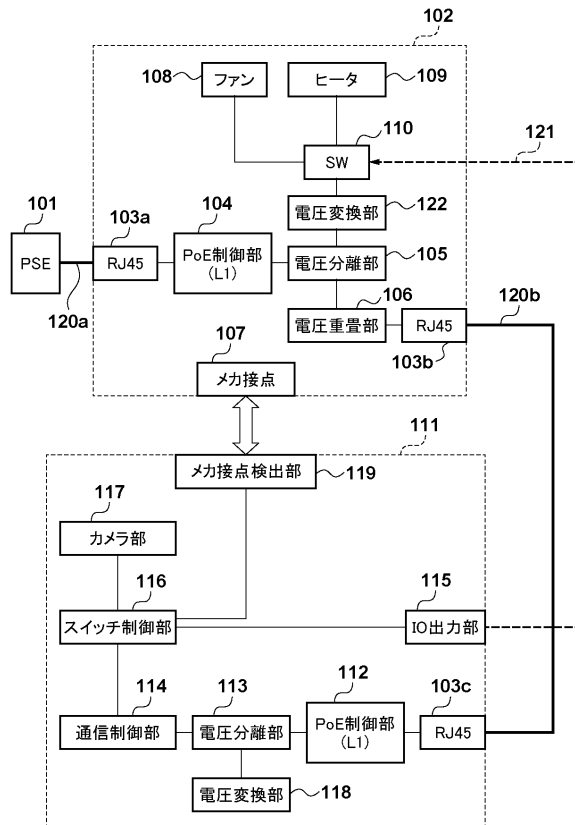 102
108
ファン
ヒータ
109
110
SW
121
電圧変換部
122
101
PSE
103a
RJ45
104
PoE制御部
(L1)
電圧分離部
105
120a
106
電圧重畳部
RJ45
103b
120b
107
メカ接点
111
メカ接点検出部
119
117
カメラ部
116
スイッチ制御部
115
IO出力部
114
通信制御部
113
電圧分離部
112
PoE制御部
(L1)
103c
RJ45
電圧変換部
118